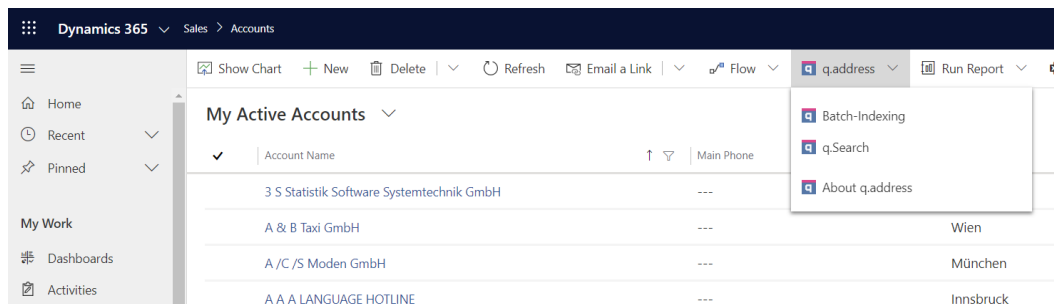 Dynamics 365 Sales > Accounts
Show Chart New Delete Refresh Email a Link Flow q.address Run Report
Home
Recent
Pinned
My Work
Dashboards
Activities
My Active Accounts
Account Name Main Phone
3 S Statistik Software Systemtechnik GmbH ---
A & B Taxi GmbH --- Wien
A /C /S Moden GmbH --- München
A A A LANGUAGE HOTLINE --- Innsbruck
q Batch-Indexing
q q.Search
q About q.address